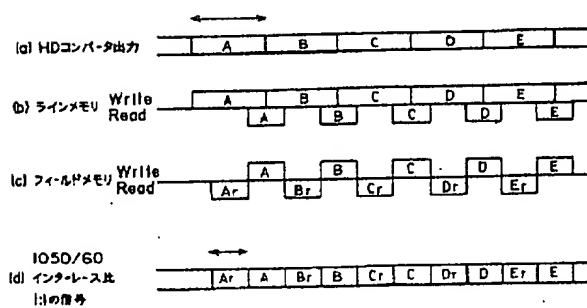 (a) HDコンバータ出力 A B C D E
(b) ラインメモリ Write A B C D E
Read A B C D E
(c) フィールドメモリ Write A B C D E
Read Ar Br Cr Dr Er
1050/60
(d) インターレース比 Ar A Br B Cr C Dr D Er E
1:1の信号